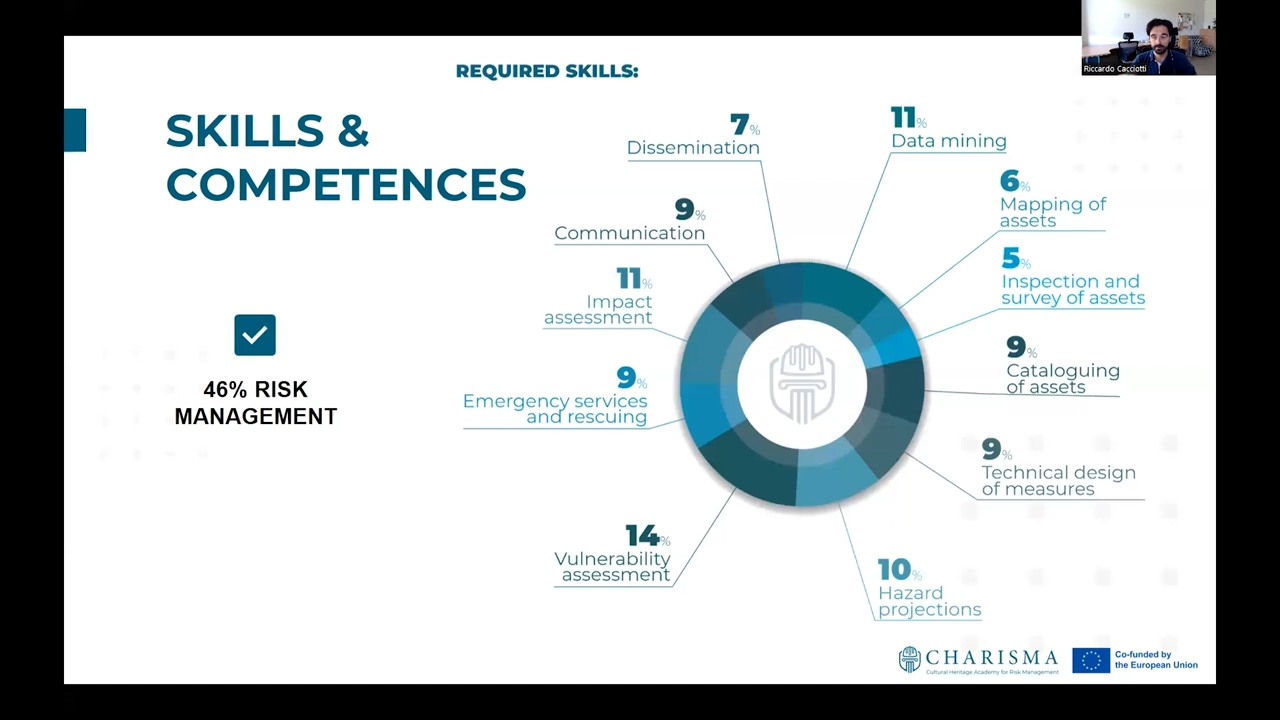 Riccardo Cacciotti
REQUIRED SKILLS:
SKILLS &
COMPETENCES
46% RISK
MANAGEMENT
7%
Dissemination
9%
Communication
11%
Impact
assessment
9%
Emergency services
and rescuing
14%
Vulnerability
assessment
11%
Data mining
6%
Mapping of
assets
5%
Inspection and
survey of assets
9%
Cataloguing
of assets
9%
Technical design
of measures
10%
Hazard
projections
CHARISMA
Cultural Heritage Academy for Risk Management
Co-funded by
the European Union